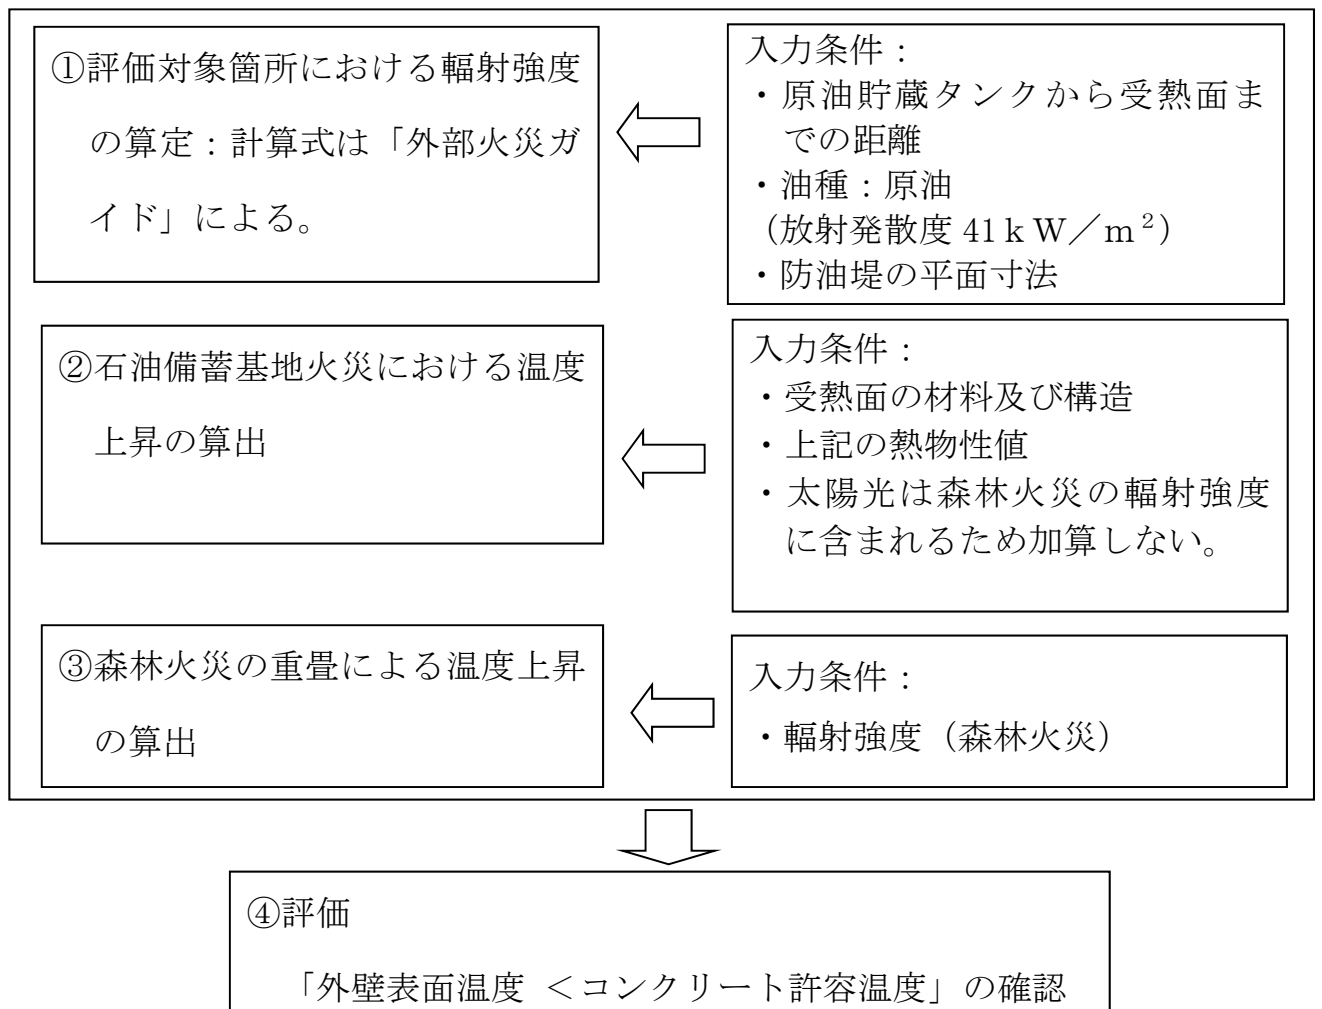 ①評価対象箇所における輻射強度
の算定：計算式は「外部火災ガ
イド」による。
入力条件：
・原油貯蔵タンクから受熱面ま
での距離
・油種：原油
（放射発散度 41ｋＷ／ｍ²）
・防油堤の平面寸法
②石油備蓄基地火災における温度
上昇の算出
入力条件：
・受熱面の材料及び構造
・上記の熱物性値
・太陽光は森林火災の輻射強度
に含まれるため加算しない。
③森林火災の重畳による温度上昇
の算出
入力条件：
・輻射強度（森林火災）
④評価
「外壁表面温度 ＜コンクリート許容温度」の確認